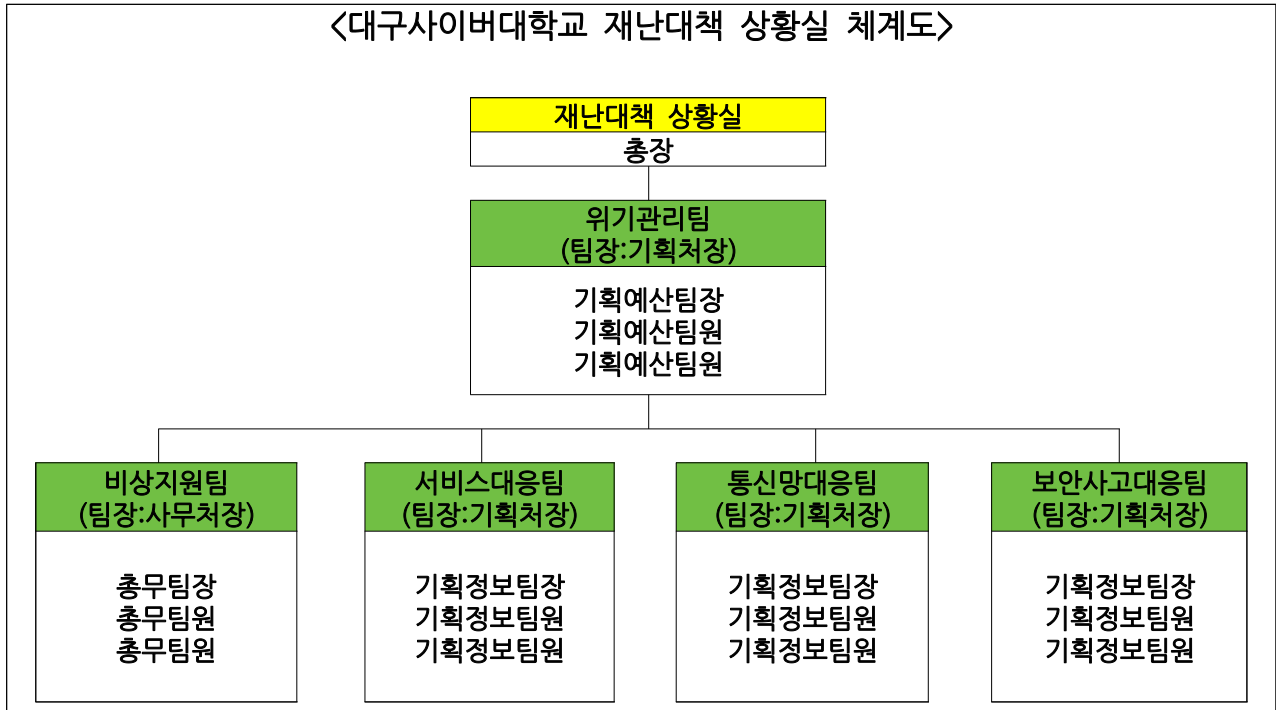 <대구사이버대학교 재난대책 상황실 체계도>
재난대책 상황실
총장
위기관리팀
(팀장:기획처장)
기획예산팀장
기획예산팀원
기획예산팀원
비상지원팀
(팀장:사무처장)
총무팀장
총무팀원
총무팀원
서비스대응팀
(팀장:기획처장)
기획정보팀장
기획정보팀원
기획정보팀원
통신망대응팀
(팀장:기획처장)
기획정보팀장
기획정보팀원
기획정보팀원
보안사고대응팀
(팀장:기획처장)
기획정보팀장
기획정보팀원
기획정보팀원